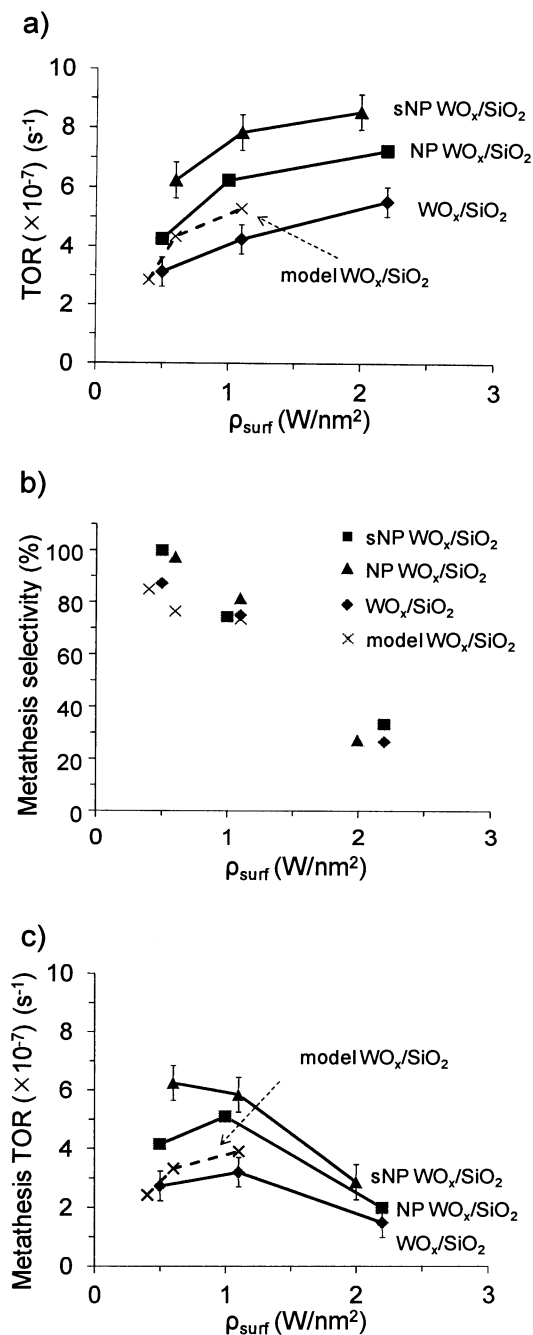 a)
10
8
6
4
2
0
TOR (×10⁻⁷) (s⁻¹)
sNP WOₓ/SiO₂
NP WOₓ/SiO₂
WOₓ/SiO₂
model WOₓ/SiO₂
0 1 2 3
ρsurf (W/nm²)
b)
100
80
60
40
20
0
Metathesis selectivity (%)
sNP WOₓ/SiO₂
NP WOₓ/SiO₂
WOₓ/SiO₂
model WOₓ/SiO₂
0 1 2 3
ρsurf (W/nm²)
c)
10
8
6
4
2
0
Metathesis TOR (×10⁻⁷) (s⁻¹)
model WOₓ/SiO₂
sNP WOₓ/SiO₂
NP WOₓ/SiO₂
WOₓ/SiO₂
0 1 2 3
ρsurf (W/nm²)